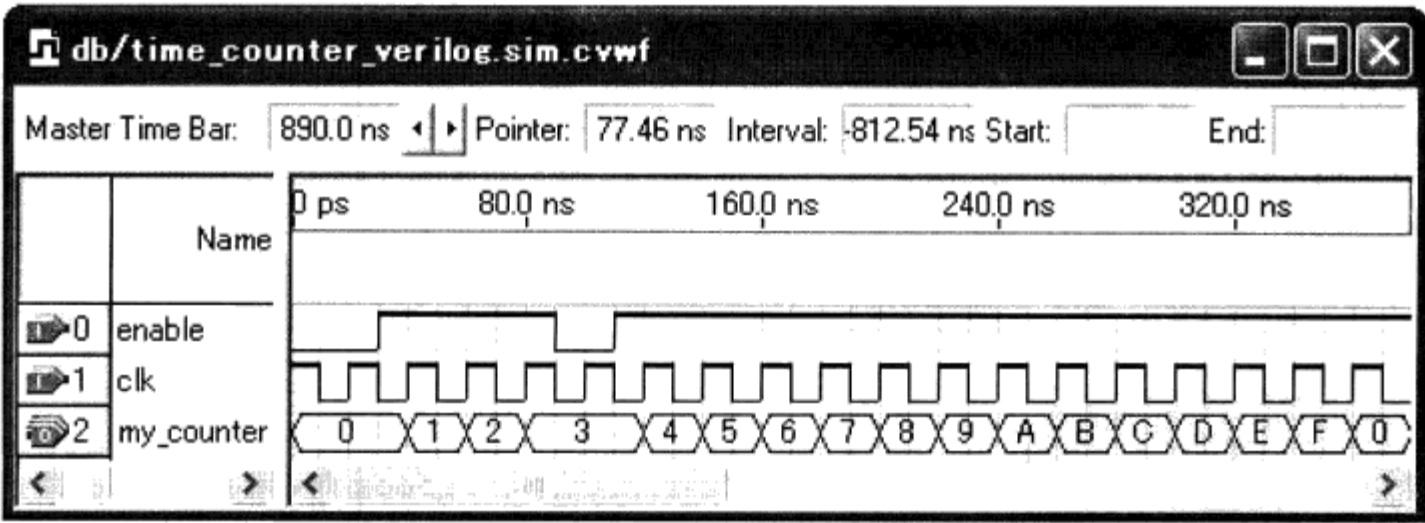 db/time_counter_verilog.sim.cvwf
Master Time Bar: 890.0 ns Pointer: 77.46 ns Interval: -812.54 ns Start: End:
0 ps 80.0 ns 160.0 ns 240.0 ns 320.0 ns
Name
0 enable
1 clk
2 my_counter 0 1 2 3 4 5 6 7 8 9 A B C D E F 0